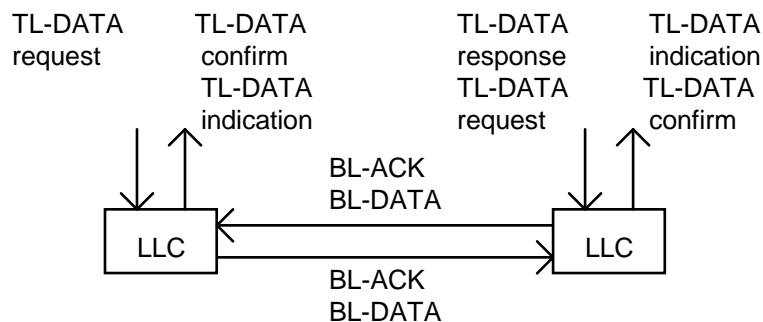 TL-DATA
request
TL-DATA
confirm
TL-DATA
indication
TL-DATA
response
TL-DATA
request
TL-DATA
indication
TL-DATA
confirm
BL-ACK
BL-DATA
LLC
LLC
BL-ACK
BL-DATA